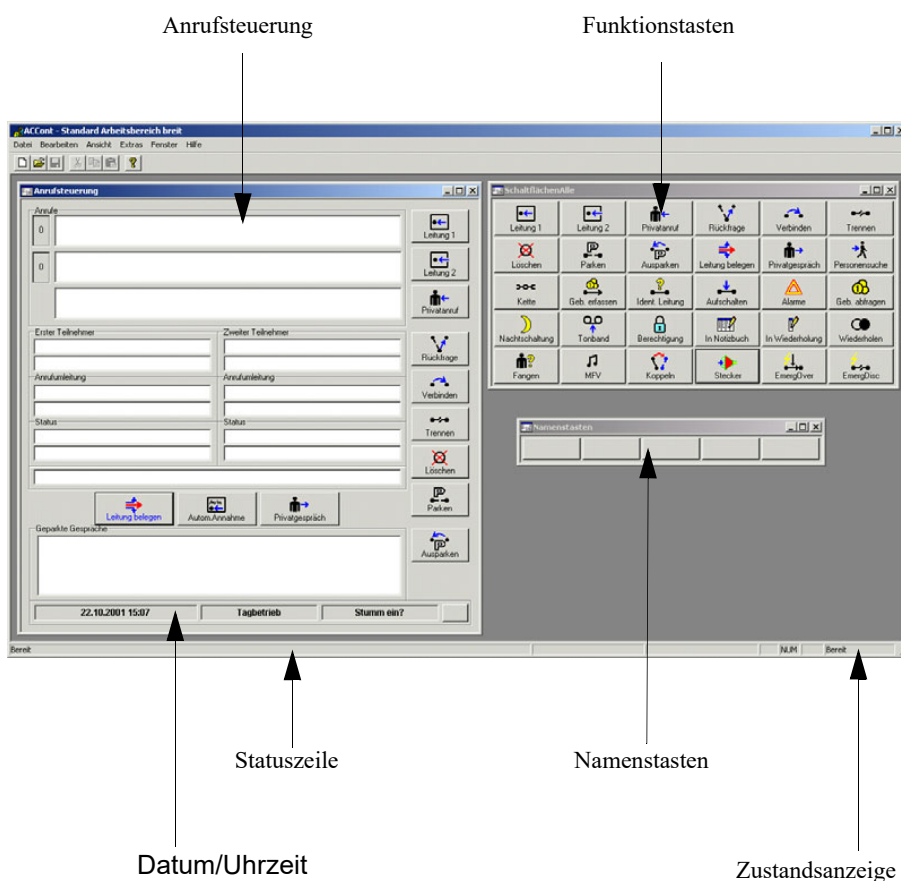 Anrufsteuerung
Funktionstasten
ACCont - Standard Arbeitsbereich breit
Datei Bearbeiten Ansicht Extras Fenster Hilfe
Anrufsteuerung
Anrufe
0
0
Leitung 1
Leitung 2
Privatanruf
Erster Teilnehmer
Zweiter Teilnehmer
Anrufumleitung
Anrufumleitung
Status
Status
Rückfrage
Verbinden
Trennen
Löschen
Parken
Ausparken
Leitung belegen
Autom.Annahme
Privatgespräch
Geparkte Gespräche
22.10.2001 15:07
Tagbetrieb
Stumm ein?
SchaltflächenAlle
Leitung 1 Leitung 2 Privatanruf Rückfrage Verbinden Trennen
Löschen Parken Ausparken Leitung belegen Privatgespräch Personensuche
Kette Geb. erfassen Ident. Leitung Aufschalten Alarme Geb. abfragen
Nachtschaltung Tonband Berechtigung In Notizbuch In Wiederholung Wiederholen
Fangen MFV Koppeln Stecker EmergOver EmergDisc
Namenstasten
Bereit
NUM
Bereit
Statuszeile
Namenstasten
Datum/Uhrzeit
Zustandsanzeige